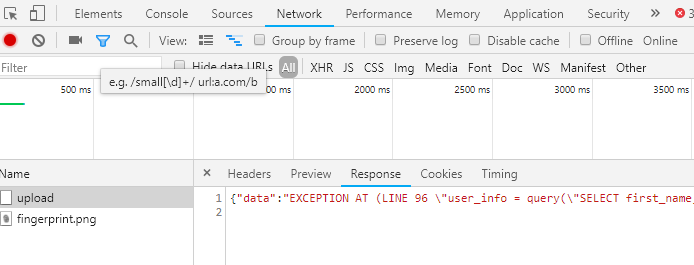 Elements Console Sources Network Performance Memory Application Security » 3
View: Group by frame Preserve log Disable cache Offline Online
Filter Hide data URLs All XHR JS CSS Img Media Font Doc WS Manifest Other
e.g. /small[\d]+/ url:a.com/b
500 ms 2000 ms 2500 ms 3000 ms 3500 ms
Name × Headers Preview Response Cookies Timing
upload
fingerprint.png
1 {"data":"EXCEPTION AT (LINE 96 \"user_info = query(\"SELECT first_name,
2